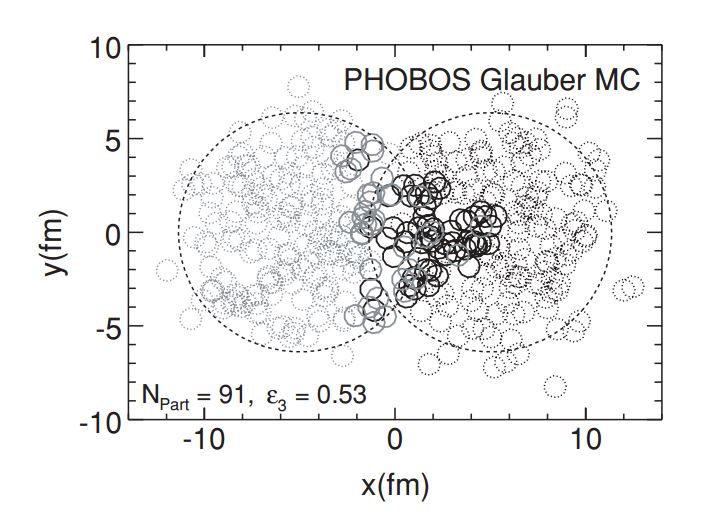 10
PHOBOS Glauber MC
5
0
-5
-10
y(fm)
N_Part = 91, ε_3 = 0.53
-10 0 10
x(fm)